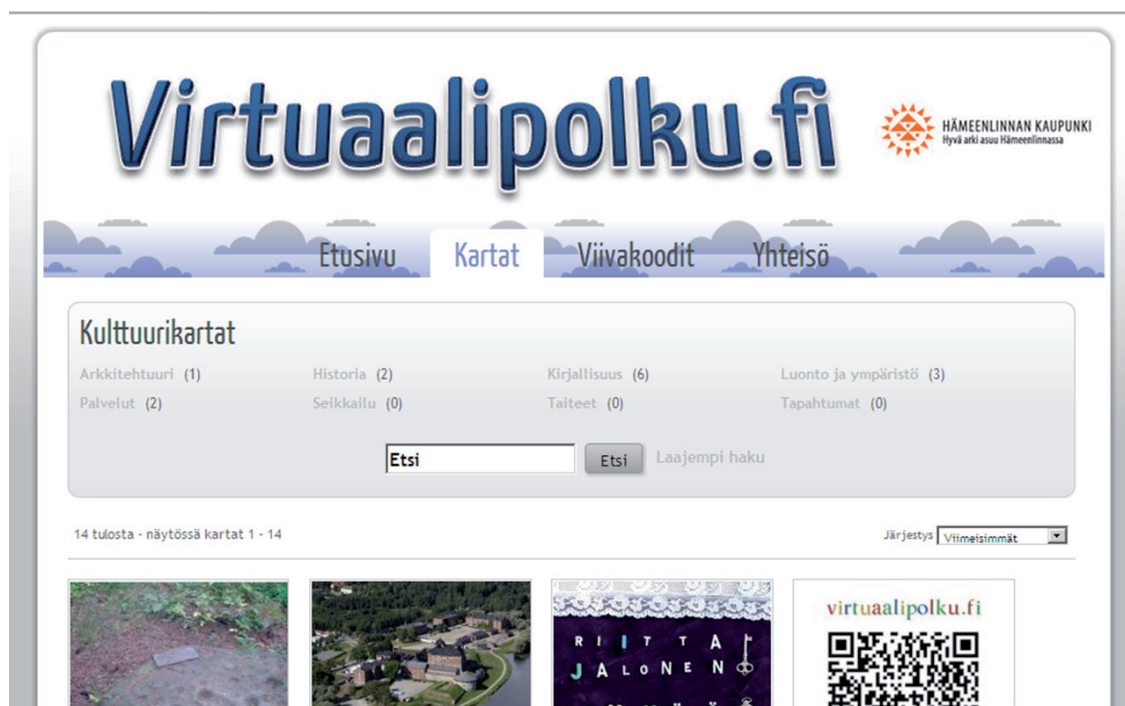 Virtuaalipolku.fi
HÄMEENLINNAN KAUPUNKI
Hyvä arki asuu Hämeenlinnassa
Etusivu Kartat Viivakoodit Yhteisö
Kulttuurikartat
Arkkitehtuuri (1) Historia (2) Kirjallisuus (6) Luonto ja ympäristö (3)
Palvelut (2) Seikkailu (0) Taiteet (0) Tapahtumat (0)
Etsi Etsi Laajempi haku
14 tulosta - näytössä kartat 1 - 14 Järjestys Viimeisimmät
virtuaalipolku.fi
RIITTA
JALONEN